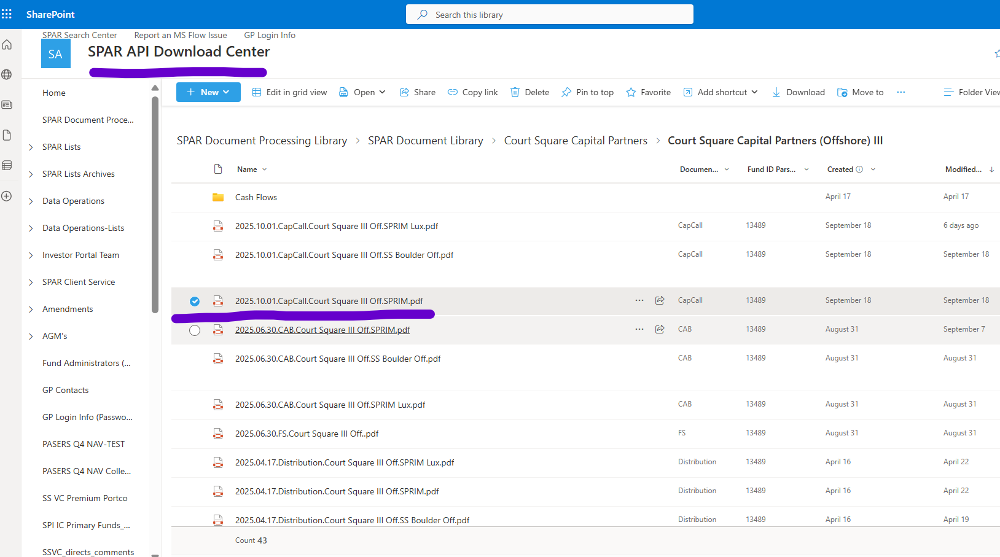 SharePoint
Search this library
SPAR Search Center Report an MS Flow Issue GP Login Info
SA
SPAR API Download Center
New Edit in grid view Open Share Copy link Delete Pin to top Favorite Add shortcut Download Move to ... Folder View
Home
SPAR Document Proce...
SPAR Lists
SPAR Lists Archives
Data Operations
Data Operations-Lists
Investor Portal Team
SPAR Client Service
Amendments
AGM's
Fund Administrators (...
GP Contacts
GP Login Info (Passwo...
PASERS Q4 NAV-TEST
PASERS Q4 NAV Colle...
SS VC Premium Portco
SPI IC Primary Funds_...
SSVC_directs_comments
SPAR Document Processing Library > SPAR Document Library > Court Square Capital Partners > Court Square Capital Partners (Offshore) III
Name Documen... Fund ID Pars... Created Modified...
Cash Flows April 17 April 17
2025.10.01.CapCall.Court Square III Off.SPRIM Lux.pdf CapCall 13489 September 18 6 days ago
2025.10.01.CapCall.Court Square III Off.SS Boulder Off.pdf CapCall 13489 September 18 September 18
2025.10.01.CapCall.Court Square III Off.SPRIM.pdf ... CapCall 13489 September 18 September 18
2025.06.30.CAB.Court Square III Off.SPRIM.pdf ... CAB 13489 August 31 September 7
2025.06.30.CAB.Court Square III Off.SS Boulder Off.pdf CAB 13489 August 31 August 31
2025.06.30.CAB.Court Square III Off.SPRIM Lux.pdf CAB 13489 August 31 August 31
2025.06.30.FS.Court Square III Off..pdf FS 13489 August 31 August 31
2025.04.17.Distribution.Court Square III Off.SPRIM Lux.pdf Distribution 13489 April 16 April 22
2025.04.17.Distribution.Court Square III Off.SPRIM.pdf Distribution 13489 April 16 April 22
2025.04.17.Distribution.Court Square III Off.SS Boulder Off.pdf Distribution 13489 April 16 April 19
Count 43